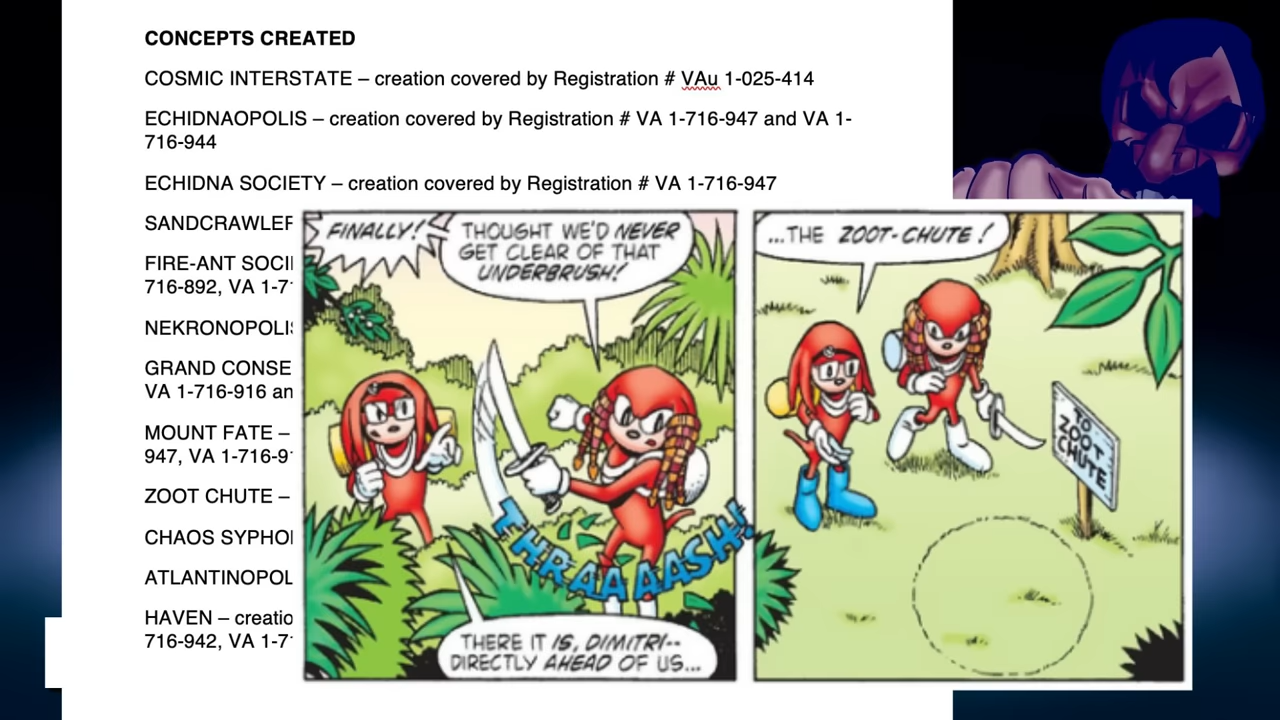 CONCEPTS CREATED
COSMIC INTERSTATE – creation covered by Registration # VAu 1-025-414
ECHIDNAOPOLIS – creation covered by Registration # VA 1-716-947 and VA 1-
716-944
ECHIDNA SOCIETY – creation covered by Registration # VA 1-716-947
SANDCRAWLER
FIRE-ANT SOCI
716-892, VA 1-7
NEKRONOPOLIS
GRAND CONSE
VA 1-716-916 an
MOUNT FATE –
947, VA 1-716-9
ZOOT CHUTE –
CHAOS SYPHO
ATLANTINOPOL
HAVEN – creatio
716-942, VA 1-7
FINALLY!
THOUGHT WE'D NEVER
GET CLEAR OF THAT
UNDERBRUSH!
THRAAAASH!
THERE IT IS, DIMITRI--
DIRECTLY AHEAD OF US...
...THE ZOOT-CHUTE!
TO
ZOOT
CHUTE